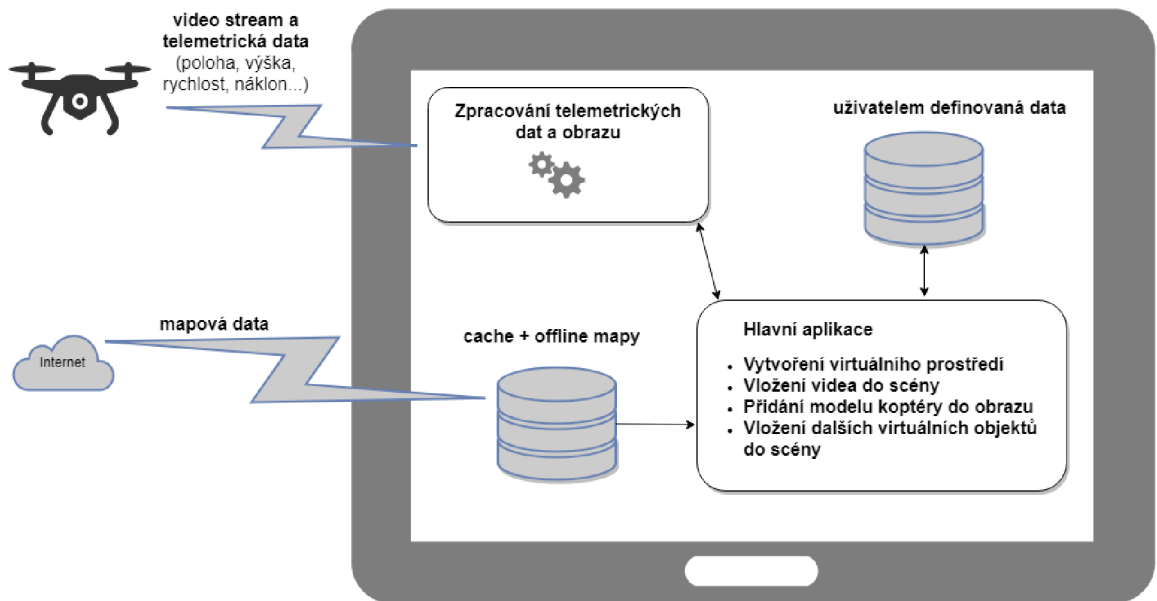 video stream a
telemetrická data
(poloha, výška,
rychlost, náklon...)
Zpracování telemetrických
dat a obrazu
uživatelem definovaná data
mapová data
Internet
cache + offline mapy
Hlavní aplikace
• Vytvoření virtuálního prostředí
• Vložení videa do scény
• Přidání modelu koptéry do obrazu
• Vložení dalších virtuálních objektů
do scény